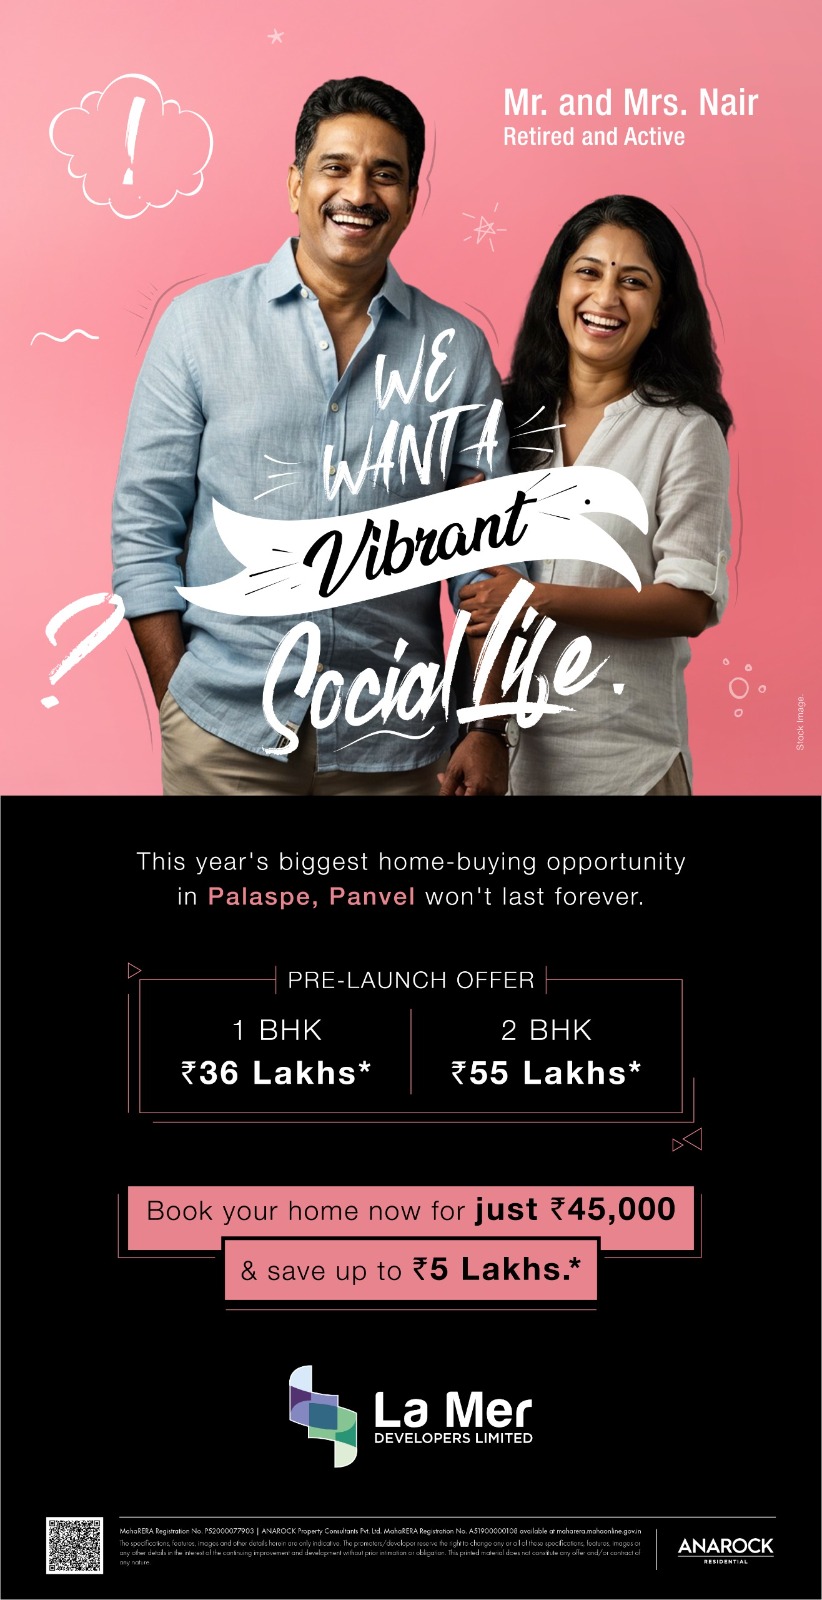 Mr. and Mrs. Nair
Retired and Active
!
WE
WANT A
Vibrant
Social Life.
?
Stock Image.
This year's biggest home-buying opportunity
in Palaspe, Panvel won't last forever.
PRE-LAUNCH OFFER
1 BHK
₹36 Lakhs*
2 BHK
₹55 Lakhs*
Book your home now for just ₹45,000
& save up to ₹5 Lakhs.*
La Mer
DEVELOPERS LIMITED
MahaRERA Registration No. P52000077903 | ANAROCK Property Consultants Pvt. Ltd. MahaRERA Registration No. A51900000108 available at maharera.mahaonline.gov.in
The specifications, features, images and other details herein are only indicative. The promoters/developer reserve the right to change any or all of these specifications, features, images or
any other details in the interest of the continuing improvement and development without prior intimation or obligation. This printed material does not constitute any offer and/or contract of
any nature.
ANAROCK
RESIDENTIAL